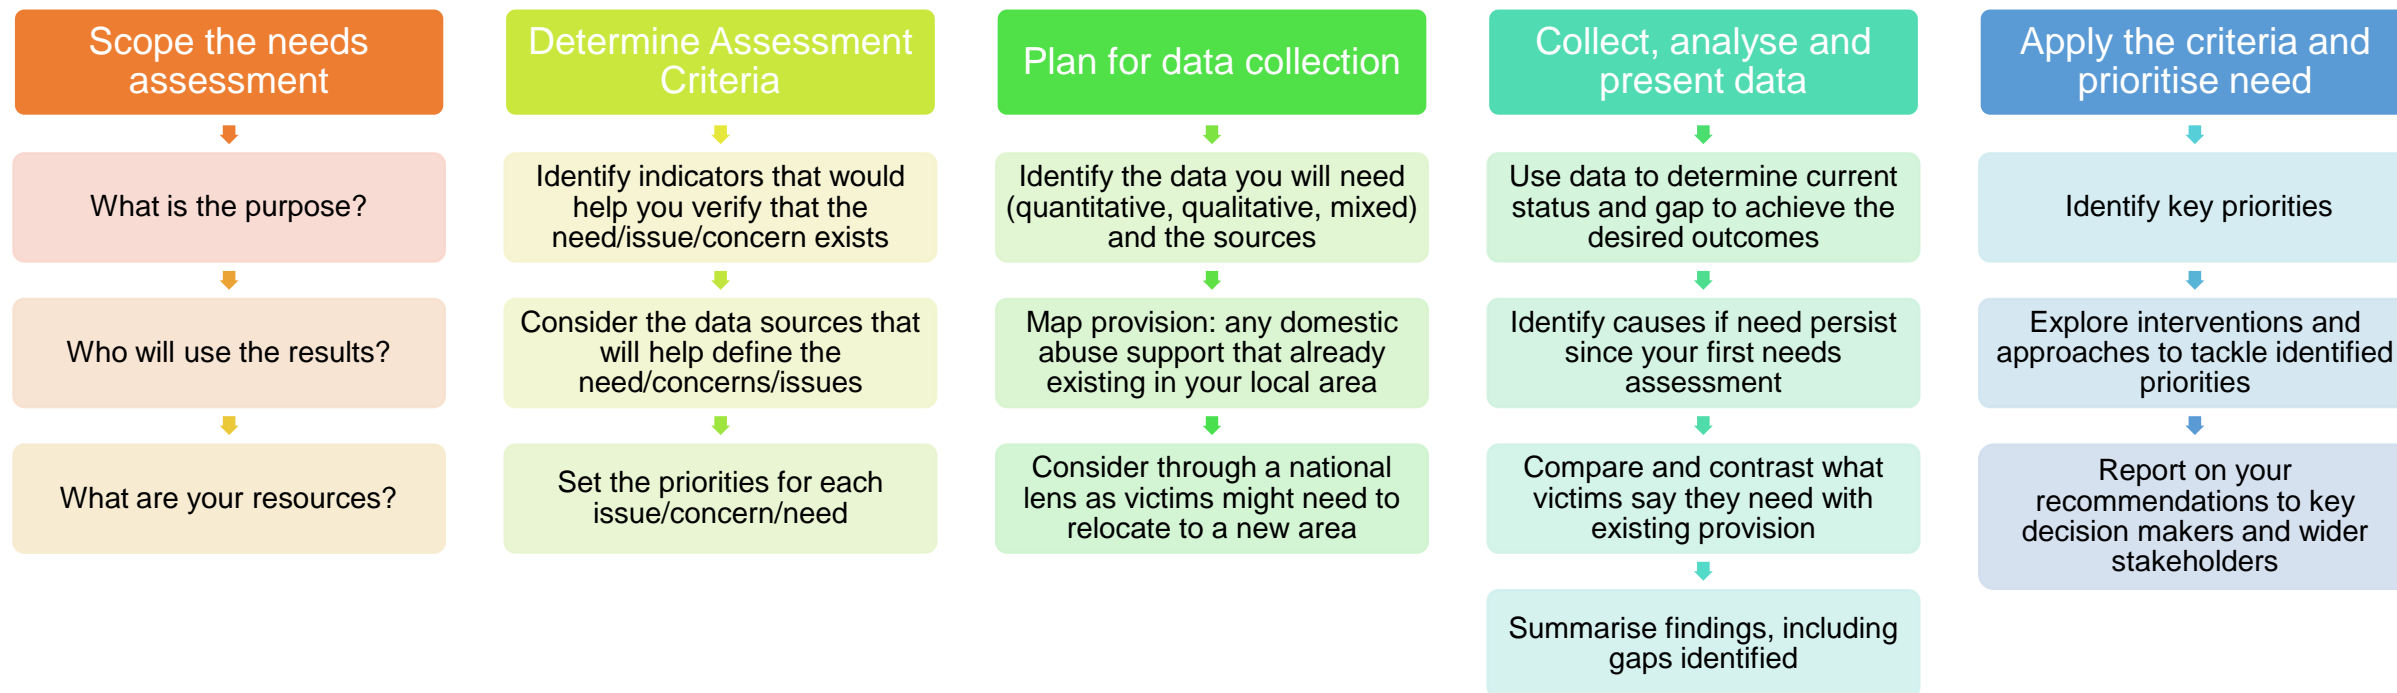 Scope the needs
assessment
What is the purpose?
Who will use the results?
What are your resources?
Determine Assessment
Criteria
Identify indicators that would
help you verify that the
need/issue/concern exists
Consider the data sources that
will help define the
need/concerns/issues
Set the priorities for each
issue/concern/need
Plan for data collection
Identify the data you will need
(quantitative, qualitative, mixed)
and the sources
Map provision: any domestic
abuse support that already
existing in your local area
Consider through a national
lens as victims might need to
relocate to a new area
Collect, analyse and
present data
Use data to determine current
status and gap to achieve the
desired outcomes
Identify causes if need persist
since your first needs
assessment
Compare and contrast what
victims say they need with
existing provision
Summarise findings, including
gaps identified
Apply the criteria and
prioritise need
Identify key priorities
Explore interventions and
approaches to tackle identified
priorities
Report on your
recommendations to key
decision makers and wider
stakeholders